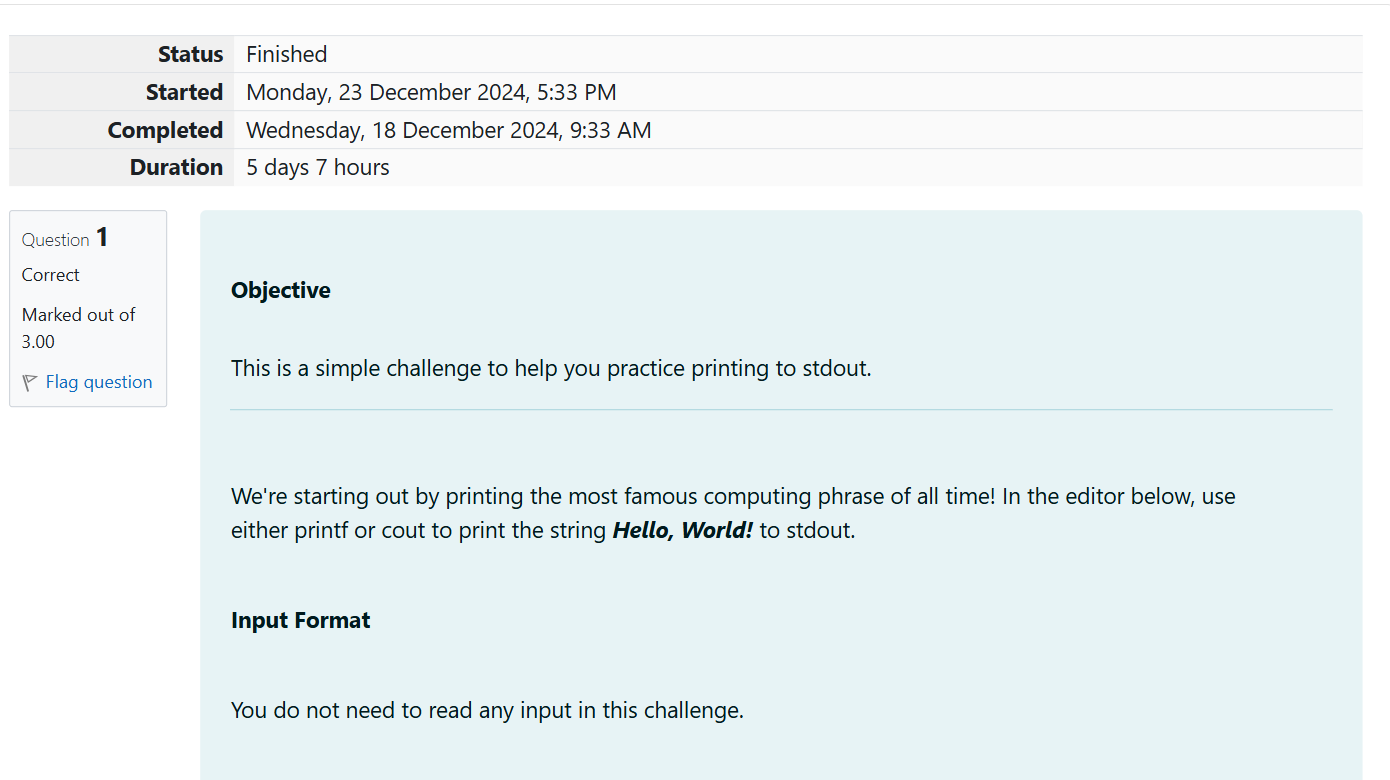 Status Finished
Started Monday, 23 December 2024, 5:33 PM
Completed Wednesday, 18 December 2024, 9:33 AM
Duration 5 days 7 hours
Question 1
Correct
Marked out of
3.00
Flag question
Objective
This is a simple challenge to help you practice printing to stdout.
We're starting out by printing the most famous computing phrase of all time! In the editor below, use
either printf or cout to print the string Hello, World! to stdout.
Input Format
You do not need to read any input in this challenge.